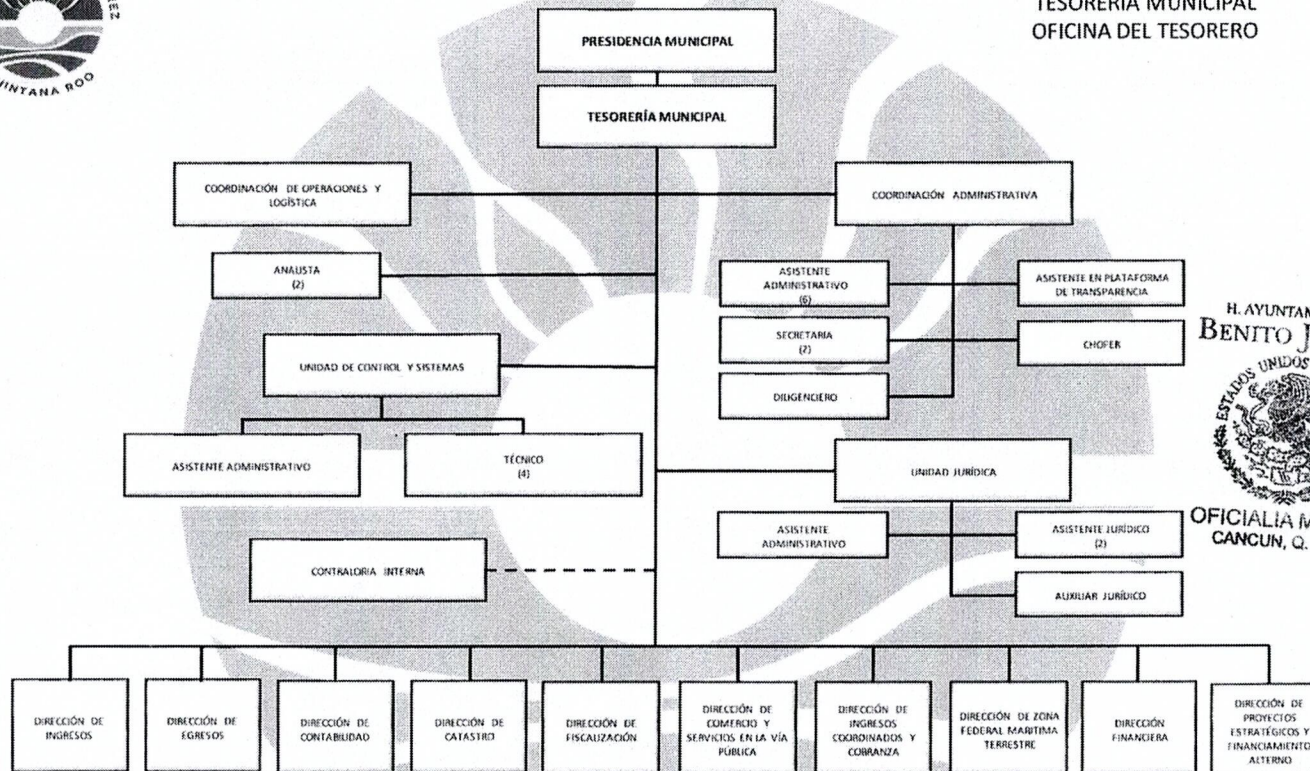 TESORERÍA MUNICIPAL
OFICINA DEL TESORERO
QUINTANA ROO
PRESIDENCIA MUNICIPAL
TESORERÍA MUNICIPAL
COORDINACIÓN DE OPERACIONES Y
LOGÍSTICA
COORDINACIÓN ADMINISTRATIVA
ANALISTA
(2)
ASISTENTE
ADMINISTRATIVO
(6)
ASISTENTE EN PLATAFORMA
DE TRANSPARENCIA
SECRETARIA
(2)
CHOFER
DILIGENCIERO
UNIDAD DE CONTROL Y SISTEMAS
ASISTENTE ADMINISTRATIVO
TÉCNICO
(4)
UNIDAD JURÍDICA
ASISTENTE
ADMINISTRATIVO
ASISTENTE JURÍDICO
(2)
AUXILIAR JURÍDICO
CONTRALORIA INTERNA
H. AYUNTAM
BENITO J
ESTADOS UNIDOS
OFICIALIA M
CANCUN, Q.
DIRECCIÓN DE
INGRESOS
DIRECCIÓN DE
EGRESOS
DIRECCIÓN DE
CONTABILIDAD
DIRECCIÓN DE
CATASTRO
DIRECCIÓN DE
FISCALIZACIÓN
DIRECCIÓN DE
COMERCIO Y
SERVICIOS EN LA VÍA
PÚBLICA
DIRECCIÓN DE
INGRESOS
COORDINADOS Y
COBRANZA
DIRECCIÓN DE ZONA
FEDERAL MARITIMA
TERRESTRE
DIRECCIÓN
FINANCIERA
DIRECCIÓN DE
PROYECTOS
ESTRATÉGICOS Y
FINANCIAMIENTO
ALTERNO